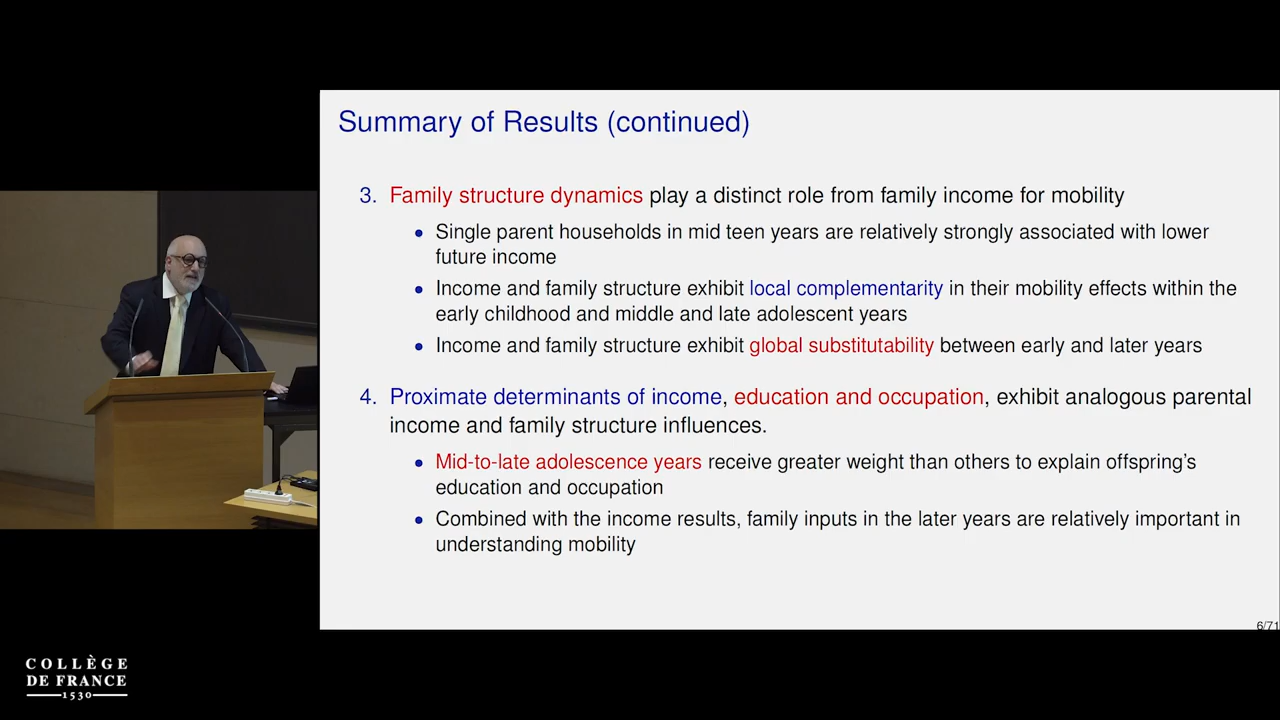 Summary of Results (continued)
3. Family structure dynamics play a distinct role from family income for mobility
• Single parent households in mid teen years are relatively strongly associated with lower
future income
• Income and family structure exhibit local complementarity in their mobility effects within the
early childhood and middle and late adolescent years
• Income and family structure exhibit global substitutability between early and later years
4. Proximate determinants of income, education and occupation, exhibit analogous parental
income and family structure influences.
• Mid-to-late adolescence years receive greater weight than others to explain offspring's
education and occupation
• Combined with the income results, family inputs in the later years are relatively important in
understanding mobility
6/71
COLLÈGE
DE FRANCE
1530